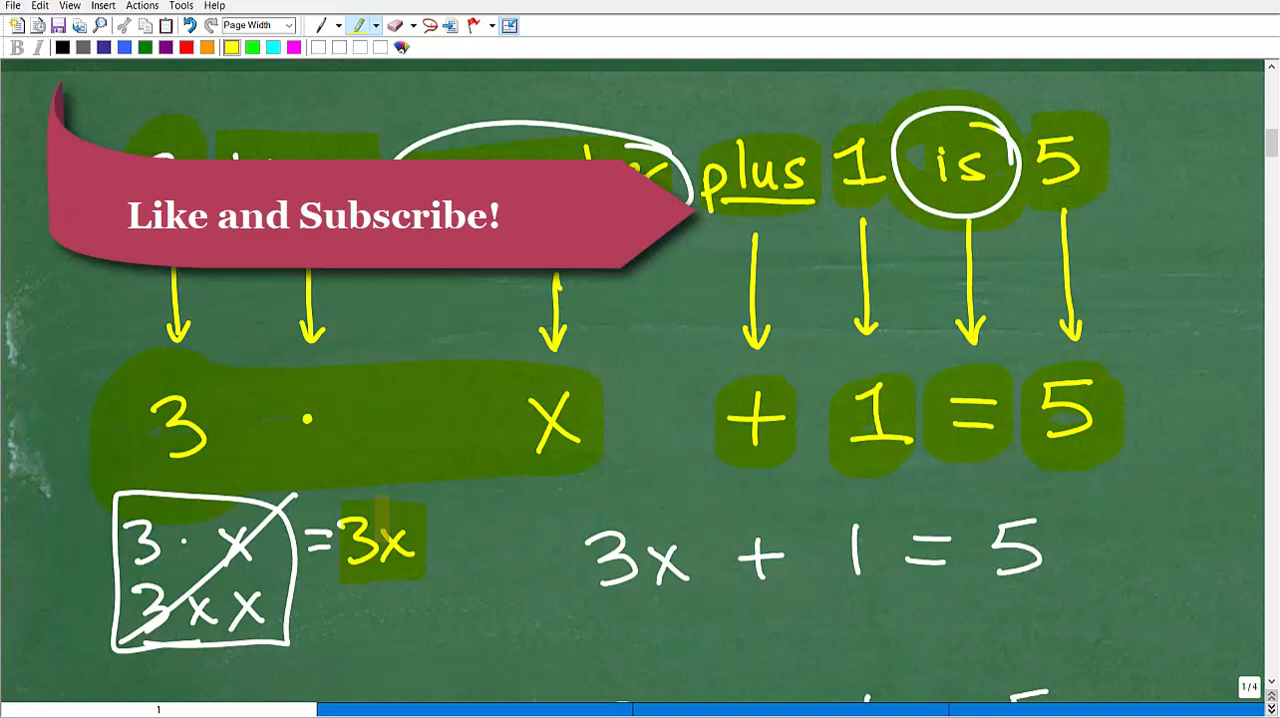 File Edit View Insert Actions Tools Help
Page Width
B I
plus 1 is 5
Like and Subscribe!
3 · x + 1 = 5
3 · x = 3x
3 x x
3x + 1 = 5
1/4
1